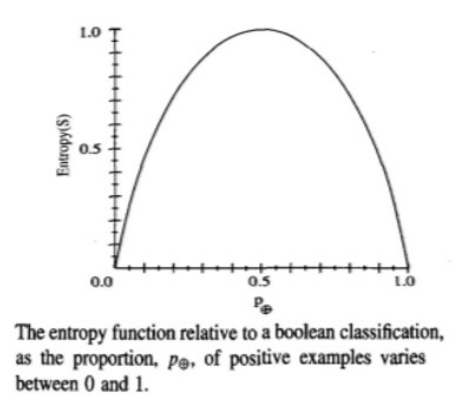 1.0
Entropy(S)
0.5
0.0
0.5
1.0
p⊕
The entropy function relative to a boolean classification,
as the proportion, p⊕, of positive examples varies
between 0 and 1.